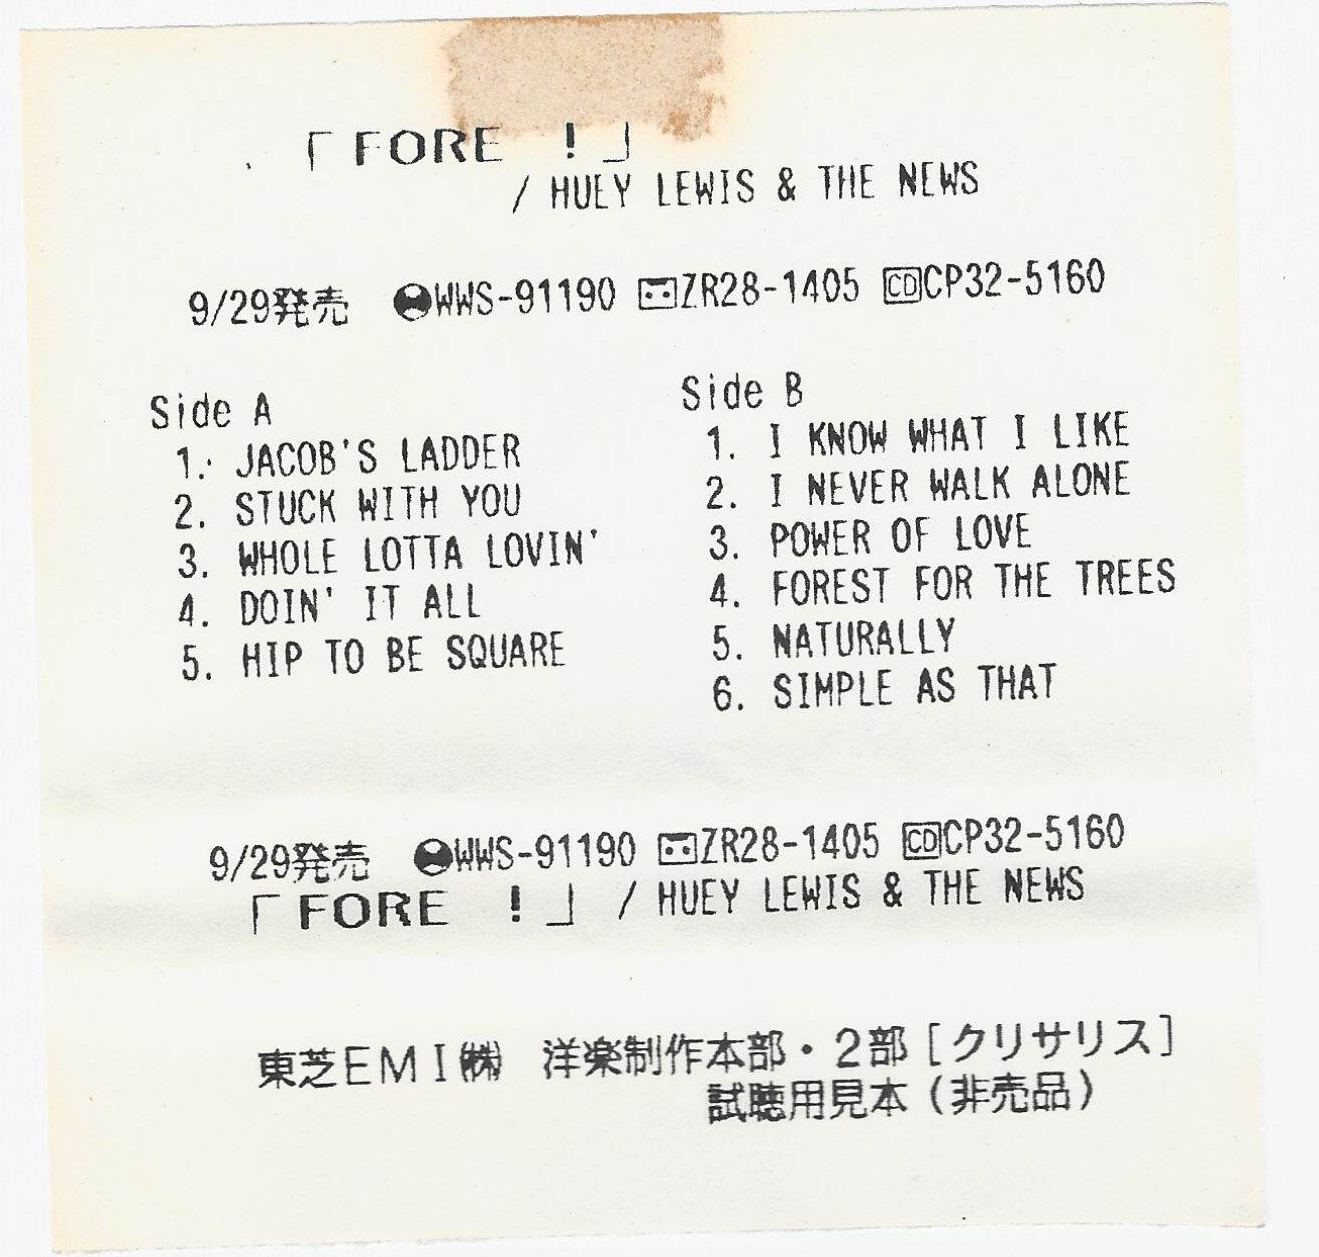 「FORE !」
/ HUEY LEWIS & THE NEWS
9/29発売 WWS-91190 ZR28-1405 CD CP32-5160
Side A
1. JACOB'S LADDER
2. STUCK WITH YOU
3. WHOLE LOTTA LOVIN'
4. DOIN' IT ALL
5. HIP TO BE SQUARE
Side B
1. I KNOW WHAT I LIKE
2. I NEVER WALK ALONE
3. POWER OF LOVE
4. FOREST FOR THE TREES
5. NATURALLY
6. SIMPLE AS THAT
9/29発売 WWS-91190 ZR28-1405 CD CP32-5160
「FORE !」 / HUEY LEWIS & THE NEWS
東芝EMI㈱ 洋楽制作本部・2部[クリサリス]
試聴用見本(非売品)